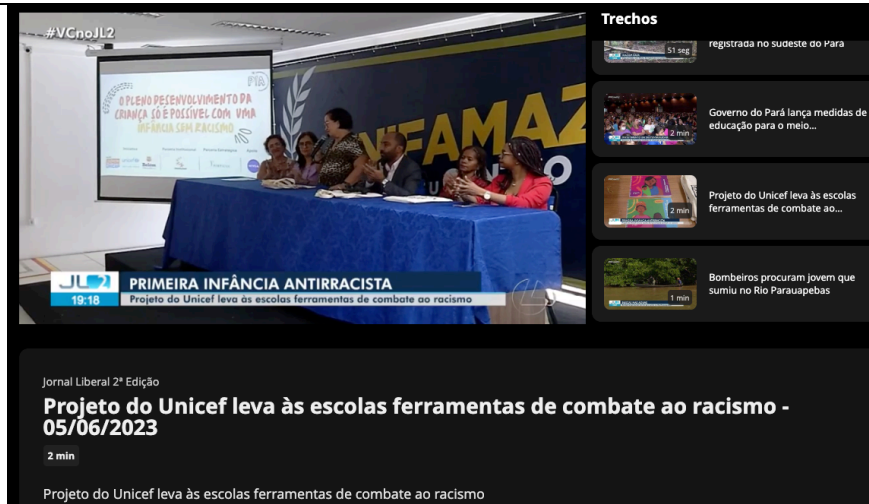 #VCnoJL2
O PLENO DESENVOLVIMENTO DA
CRIANÇA SÓ É POSSÍVEL COM UMA
INFÂNCIA SEM RACISMO
JL2
19:18
PRIMEIRA INFÂNCIA ANTIRRACISTA
Projeto do Unicef leva às escolas ferramentas de combate ao racismo
Trechos
51 seg
registrada no sudeste do Pará
2 min
Governo do Pará lança medidas de
educação para o meio...
2 min
Projeto do Unicef leva às escolas
ferramentas de combate ao...
1 min
Bombeiros procuram jovem que
sumiu no Rio Parauapebas
Jornal Liberal 2ª Edição
Projeto do Unicef leva às escolas ferramentas de combate ao racismo -
05/06/2023
2 min
Projeto do Unicef leva às escolas ferramentas de combate ao racismo